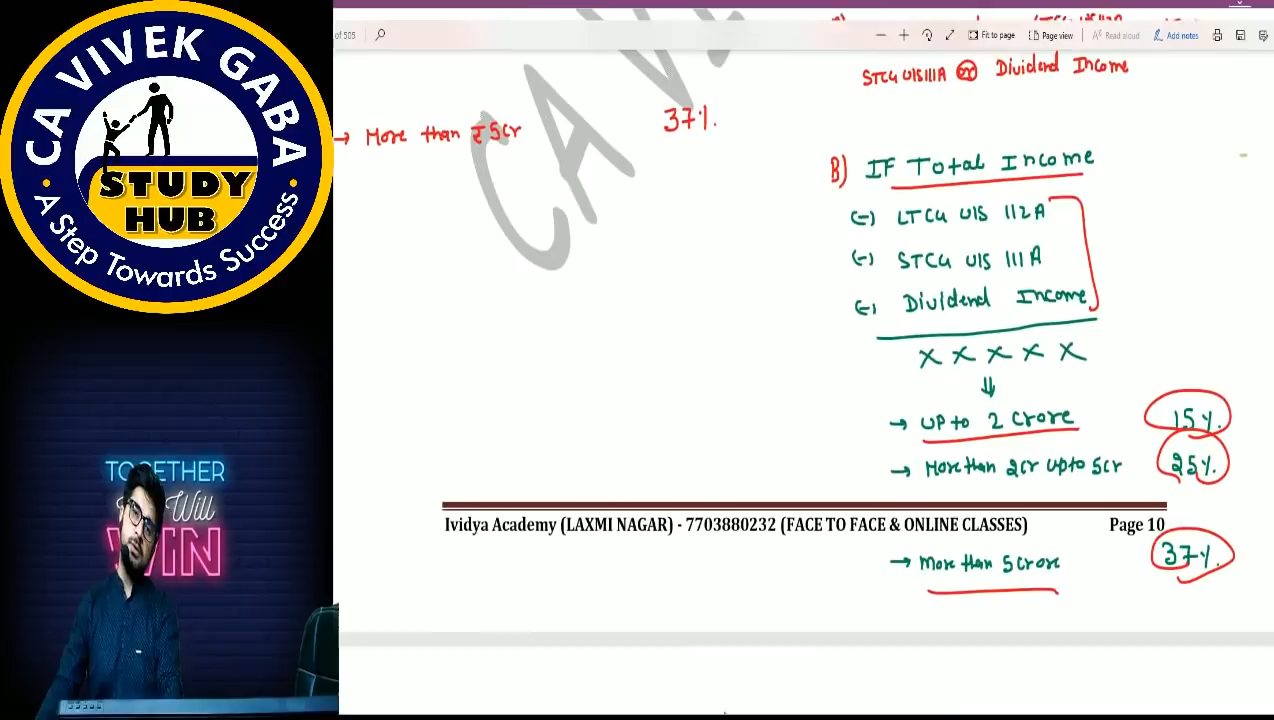 CA VIVEK GABA
STUDY
HUB
A Step Towards Success
TOGETHER
We Will
WIN
of 505
Fit to page
Page view
Read aloud
Add notes
STCG U/S 111A or Dividend Income
→ More than ₹ 5cr 37%.
CA V
B) IF Total Income
(-) LTCG U/S 112A
(-) STCG U/S 111A
(-) Dividend Income
X X X X X
⇓
→ UP to 2 crore 15%.
→ More than 2cr upto 5cr 25%.
Ividya Academy (LAXMI NAGAR) - 7703880232 (FACE TO FACE & ONLINE CLASSES) Page 10
→ More than 5 crore 37%.